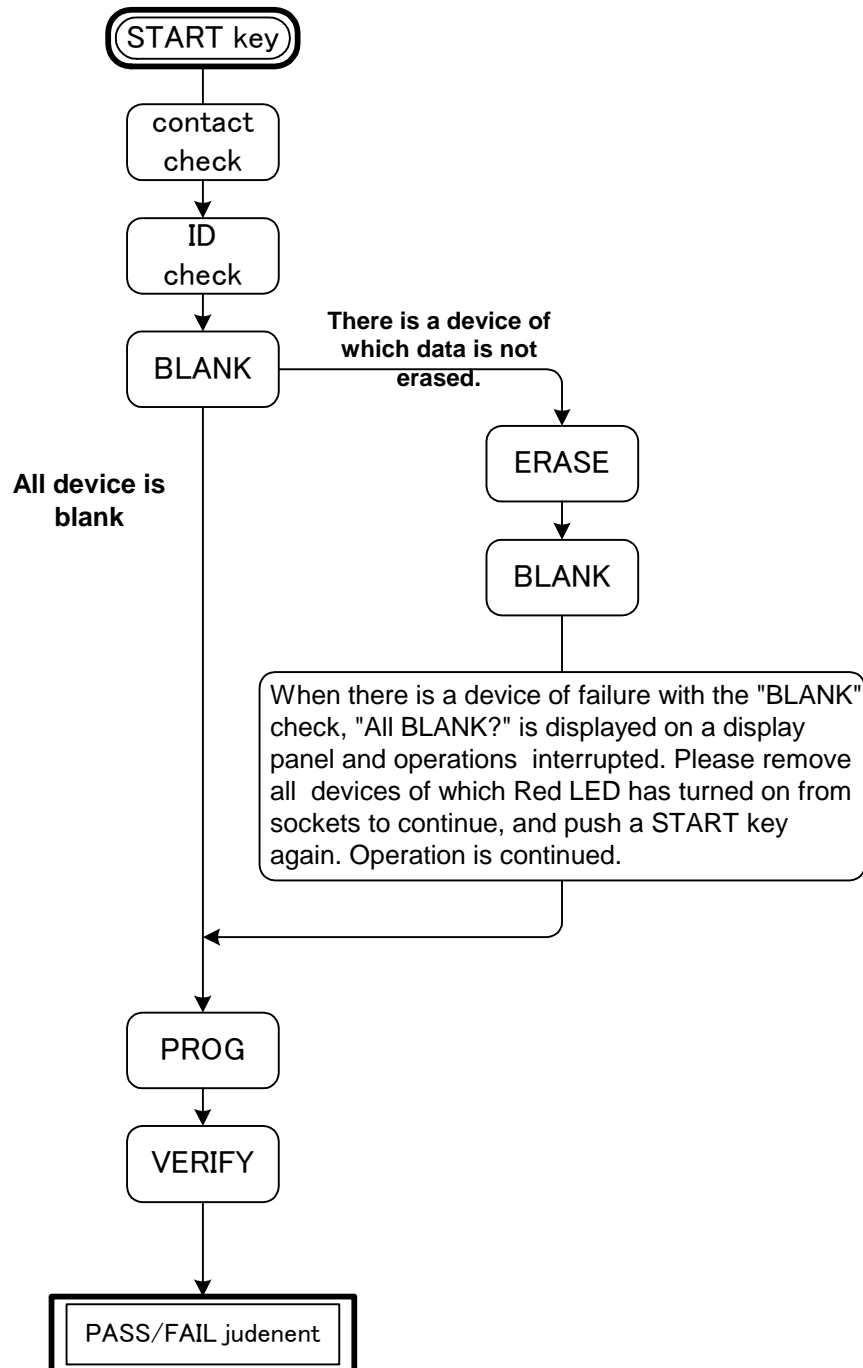 START key
contact
check
ID
check
BLANK
There is a device of
which data is not
erased.
ERASE
All device is
blank
BLANK
When there is a device of failure with the "BLANK"
check, "All BLANK?" is displayed on a display
panel and operations interrupted. Please remove
all devices of which Red LED has turned on from
sockets to continue, and push a START key
again. Operation is continued.
PROG
VERIFY
PASS/FAIL judenent